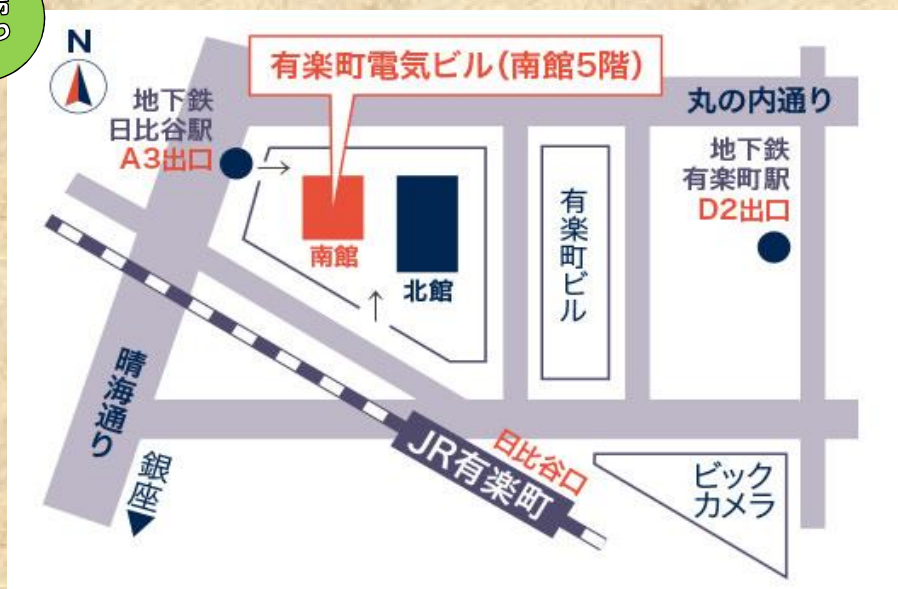 N
有楽町電気ビル(南館5階)
地下鉄
日比谷駅
A3出口
丸の内通り
地下鉄
有楽町駅
D2出口
南館
北館
有楽町ビル
晴海通り
銀座
JR有楽町
日比谷口
ビック
カメラ